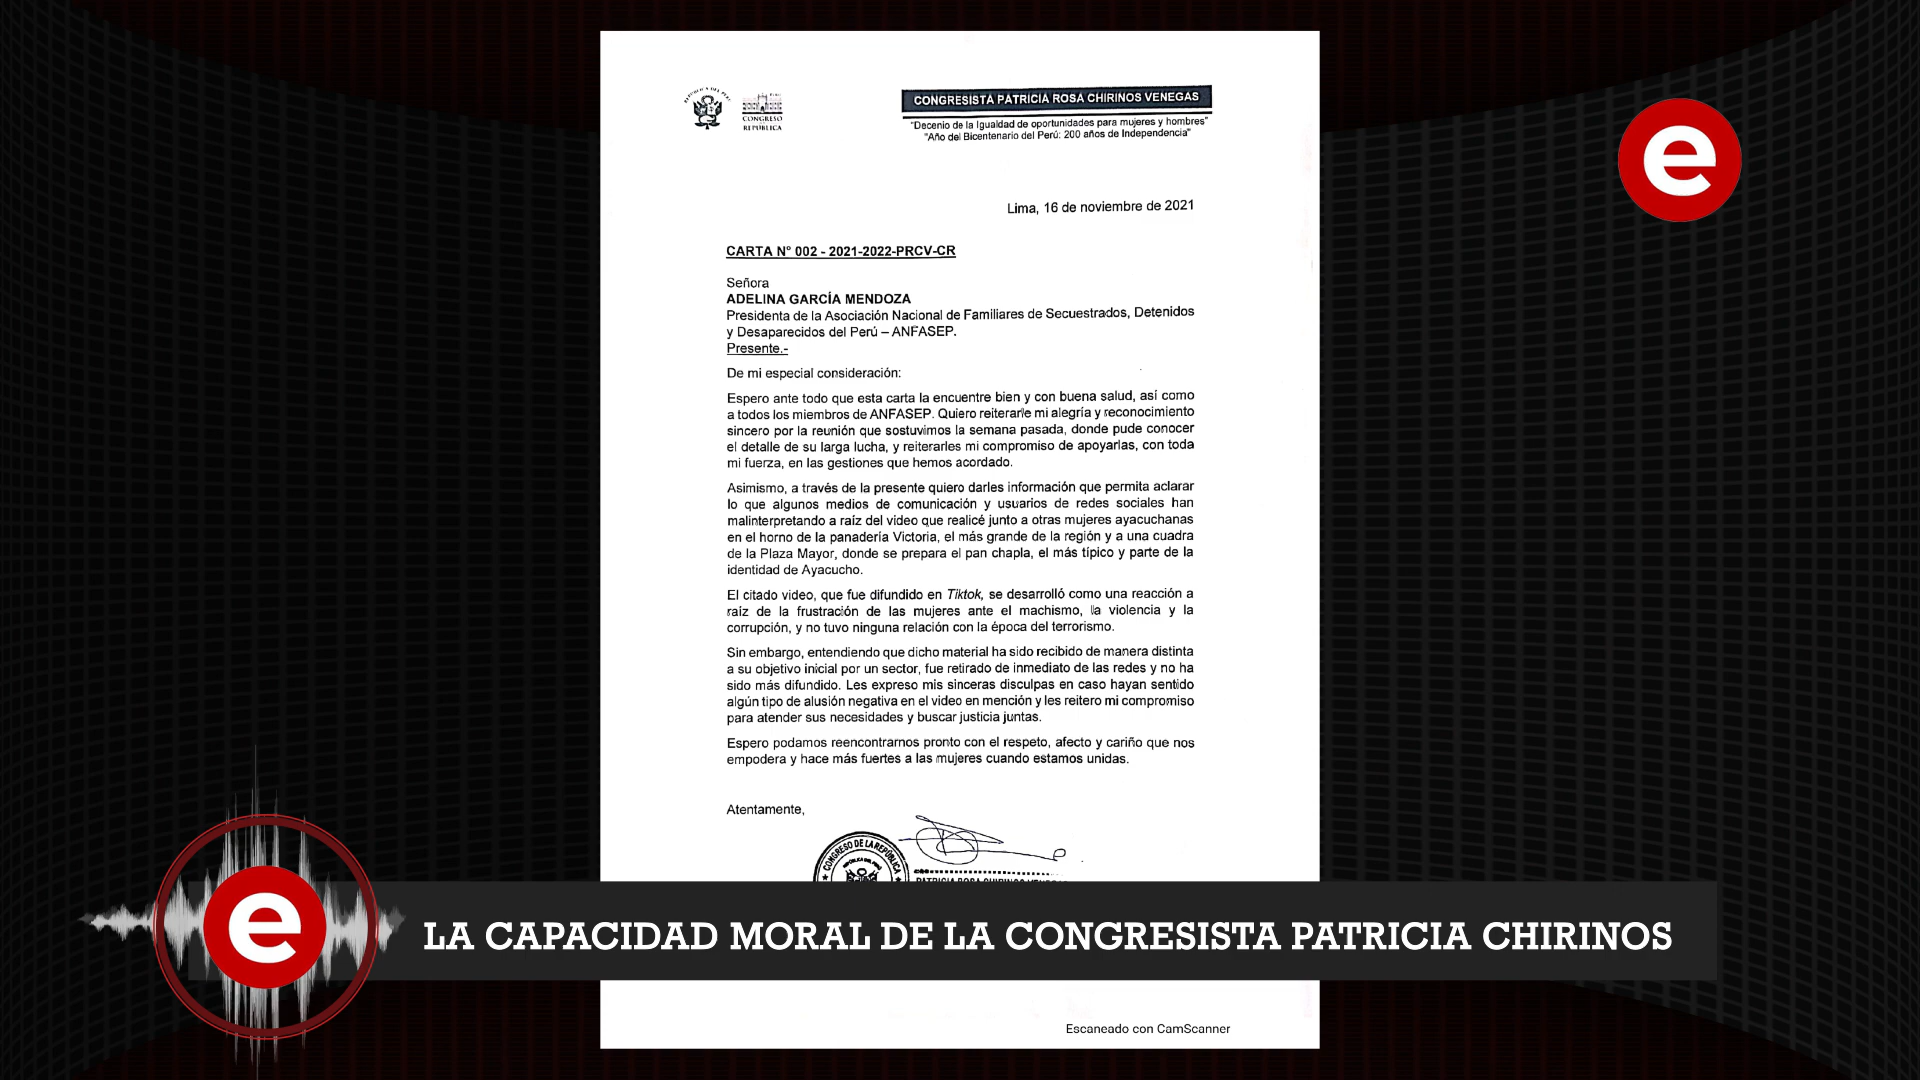 REPÚBLICA DEL PERÚ
CONGRESO
REPÚBLICA
CONGRESISTA PATRICIA ROSA CHIRINOS VENEGAS
"Decenio de la Igualdad de oportunidades para mujeres y hombres"
"Año del Bicentenario del Perú: 200 años de Independencia"
e
Lima, 16 de noviembre de 2021
CARTA N° 002 - 2021-2022-PRCV-CR
Señora
ADELINA GARCÍA MENDOZA
Presidenta de la Asociación Nacional de Familiares de Secuestrados, Detenidos
y Desaparecidos del Perú – ANFASEP.
Presente.-
De mi especial consideración:
Espero ante todo que esta carta la encuentre bien y con buena salud, así como
a todos los miembros de ANFASEP. Quiero reiterarle mi alegría y reconocimiento
sincero por la reunión que sostuvimos la semana pasada, donde pude conocer
el detalle de su larga lucha, y reiterarles mi compromiso de apoyarlas, con toda
mi fuerza, en las gestiones que hemos acordado.
Asimismo, a través de la presente quiero darles información que permita aclarar
lo que algunos medios de comunicación y usuarios de redes sociales han
malinterpretando a raíz del video que realicé junto a otras mujeres ayacuchanas
en el horno de la panadería Victoria, el más grande de la región y a una cuadra
de la Plaza Mayor, donde se prepara el pan chapla, el más típico y parte de la
identidad de Ayacucho.
El citado video, que fue difundido en Tiktok, se desarrolló como una reacción a
raíz de la frustración de las mujeres ante el machismo, la violencia y la
corrupción, y no tuvo ninguna relación con la época del terrorismo.
Sin embargo, entendiendo que dicho material ha sido recibido de manera distinta
a su objetivo inicial por un sector, fue retirado de inmediato de las redes y no ha
sido más difundido. Les expreso mis sinceras disculpas en caso hayan sentido
algún tipo de alusión negativa en el video en mención y les reitero mi compromiso
para atender sus necesidades y buscar justicia juntas.
Espero podamos reencontrarnos pronto con el respeto, afecto y cariño que nos
empodera y hace más fuertes a las mujeres cuando estamos unidas.
Atentamente,
CONGRESO DE LA REPÚBLICA
e
LA CAPACIDAD MORAL DE LA CONGRESISTA PATRICIA CHIRINOS
Escaneado con CamScanner